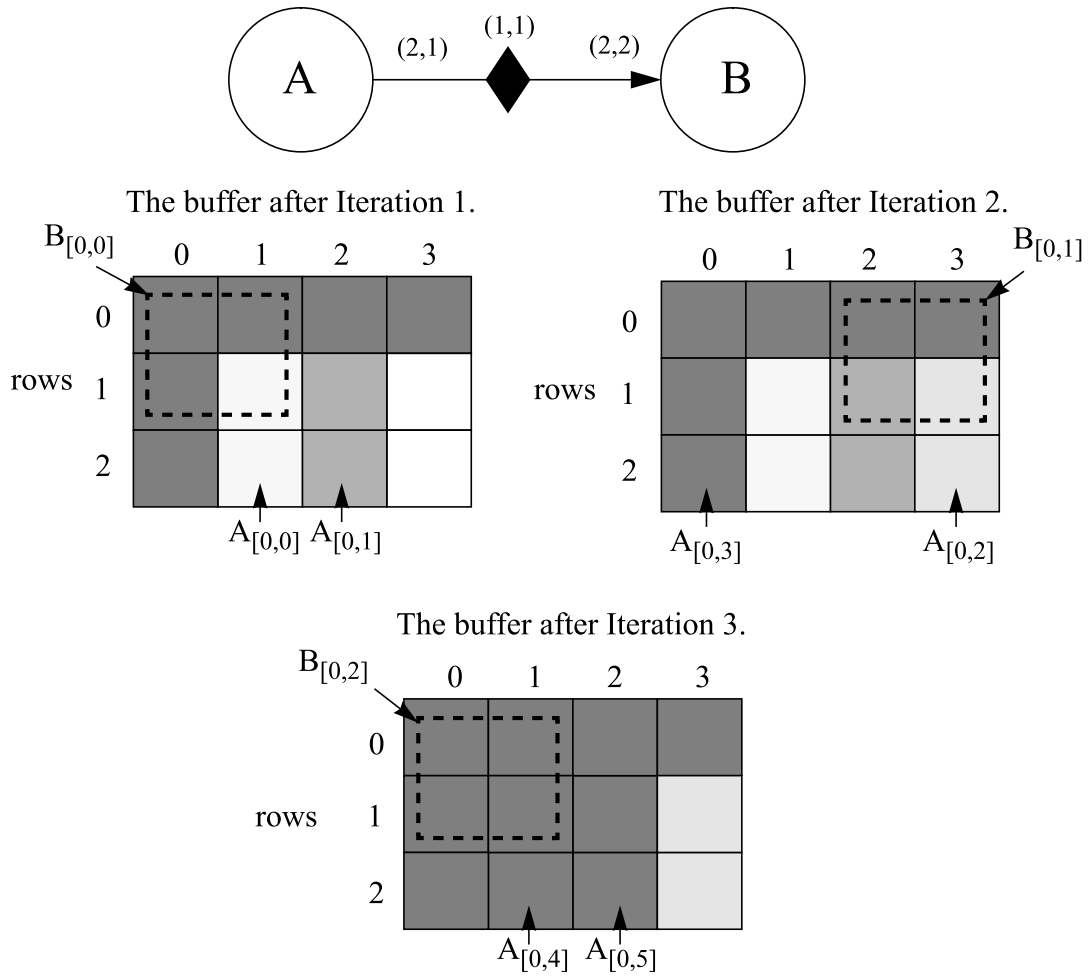 (1,1)
(2,1) (2,2)
A B
The buffer after Iteration 1. The buffer after Iteration 2.
B[0,0] B[0,1]
0 1 2 3 0 1 2 3
0 0
rows 1 rows 1
2 2
A[0,0] A[0,1] A[0,3] A[0,2]
The buffer after Iteration 3.
B[0,2]
0 1 2 3
0
rows 1
2
A[0,4] A[0,5]